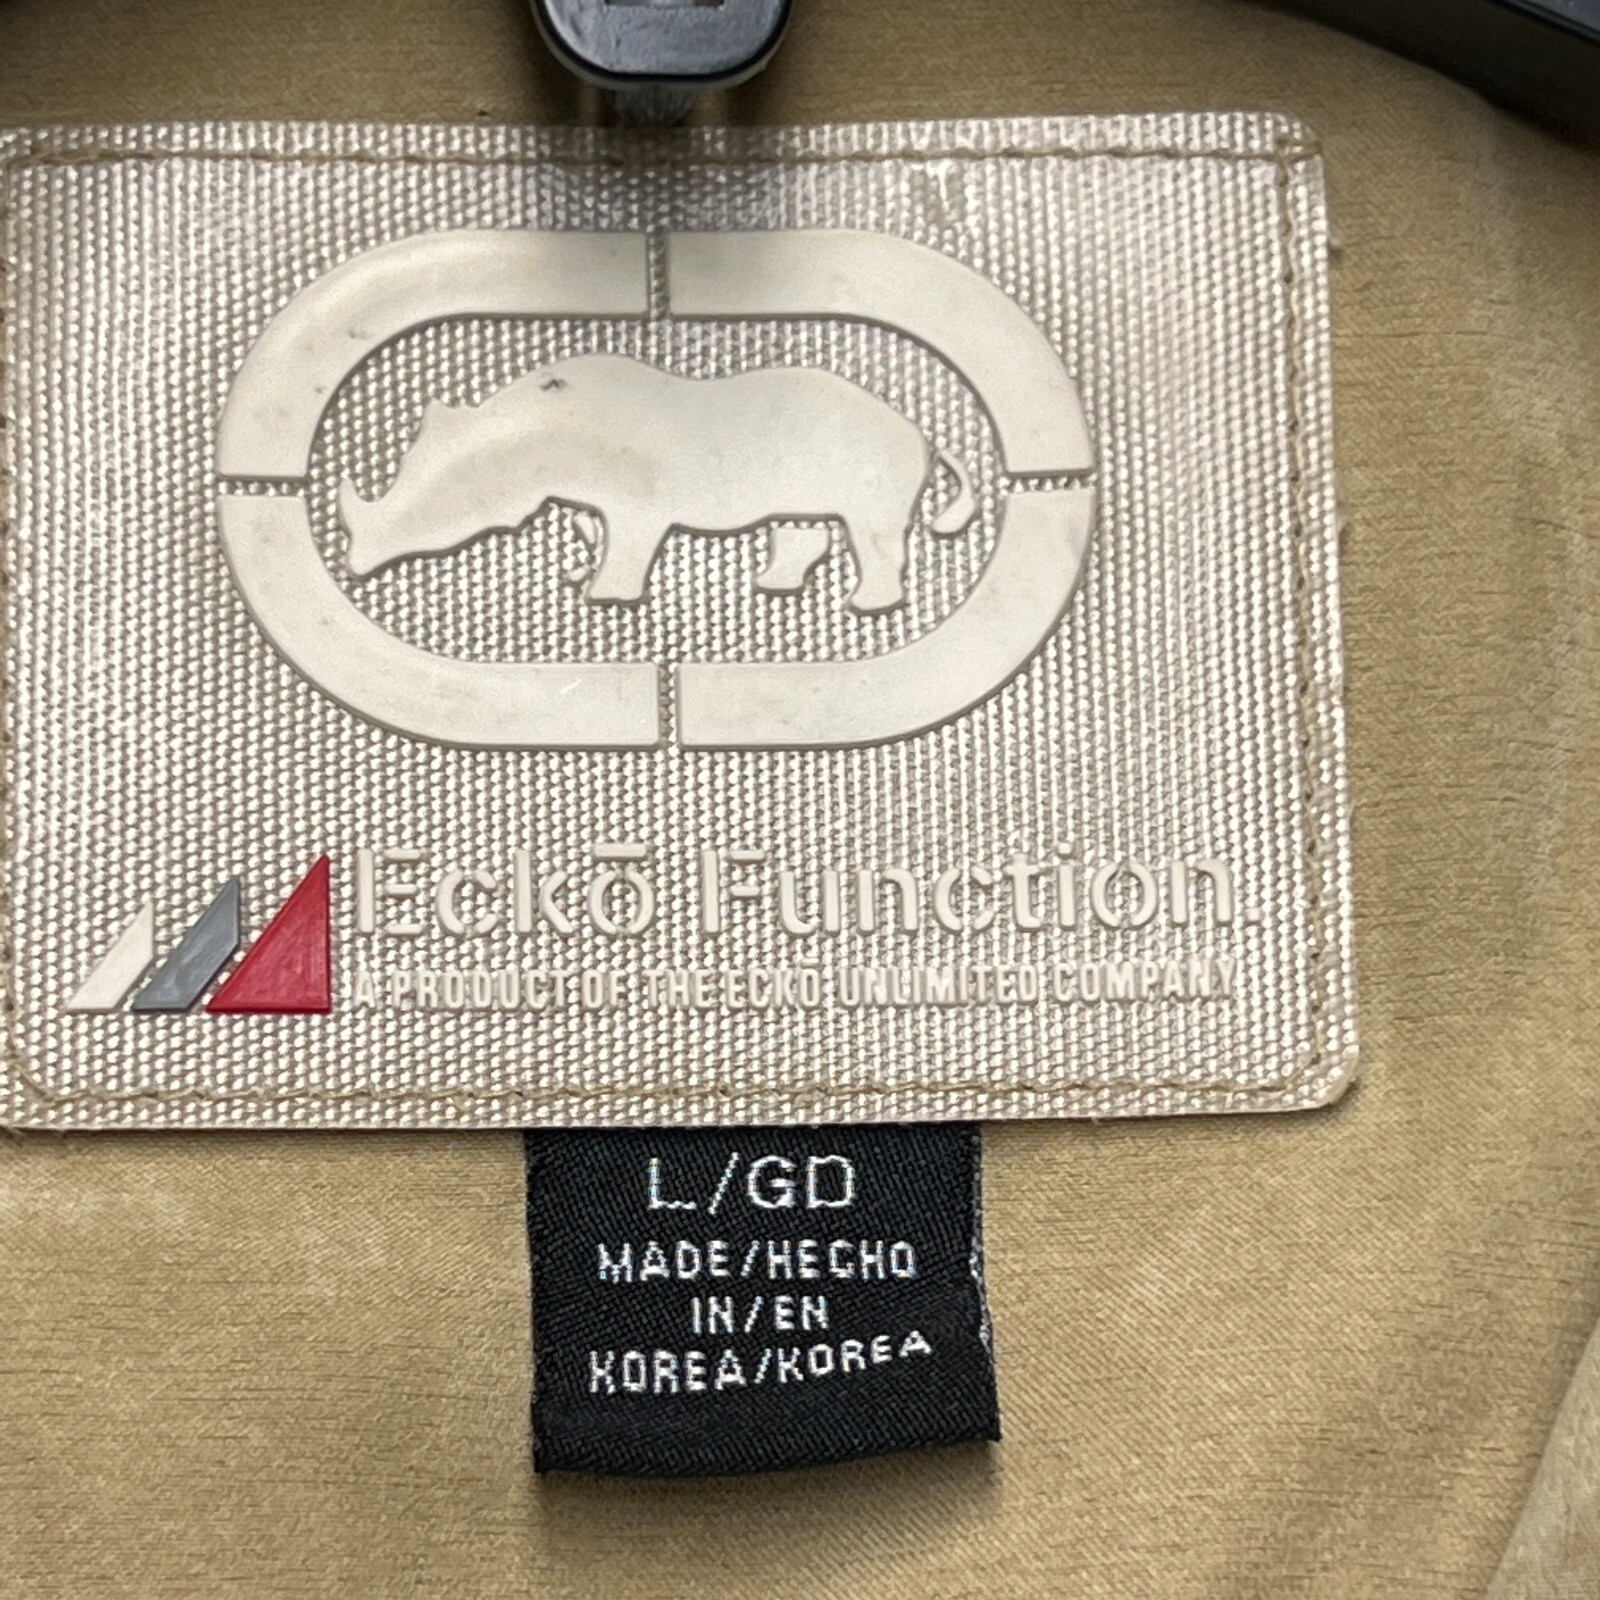 Eckō Function.
A PRODUCT OF THE ECKŌ UNLIMITED COMPANY
L/GD
MADE/HECHO
IN/EN
KOREA/KOREA